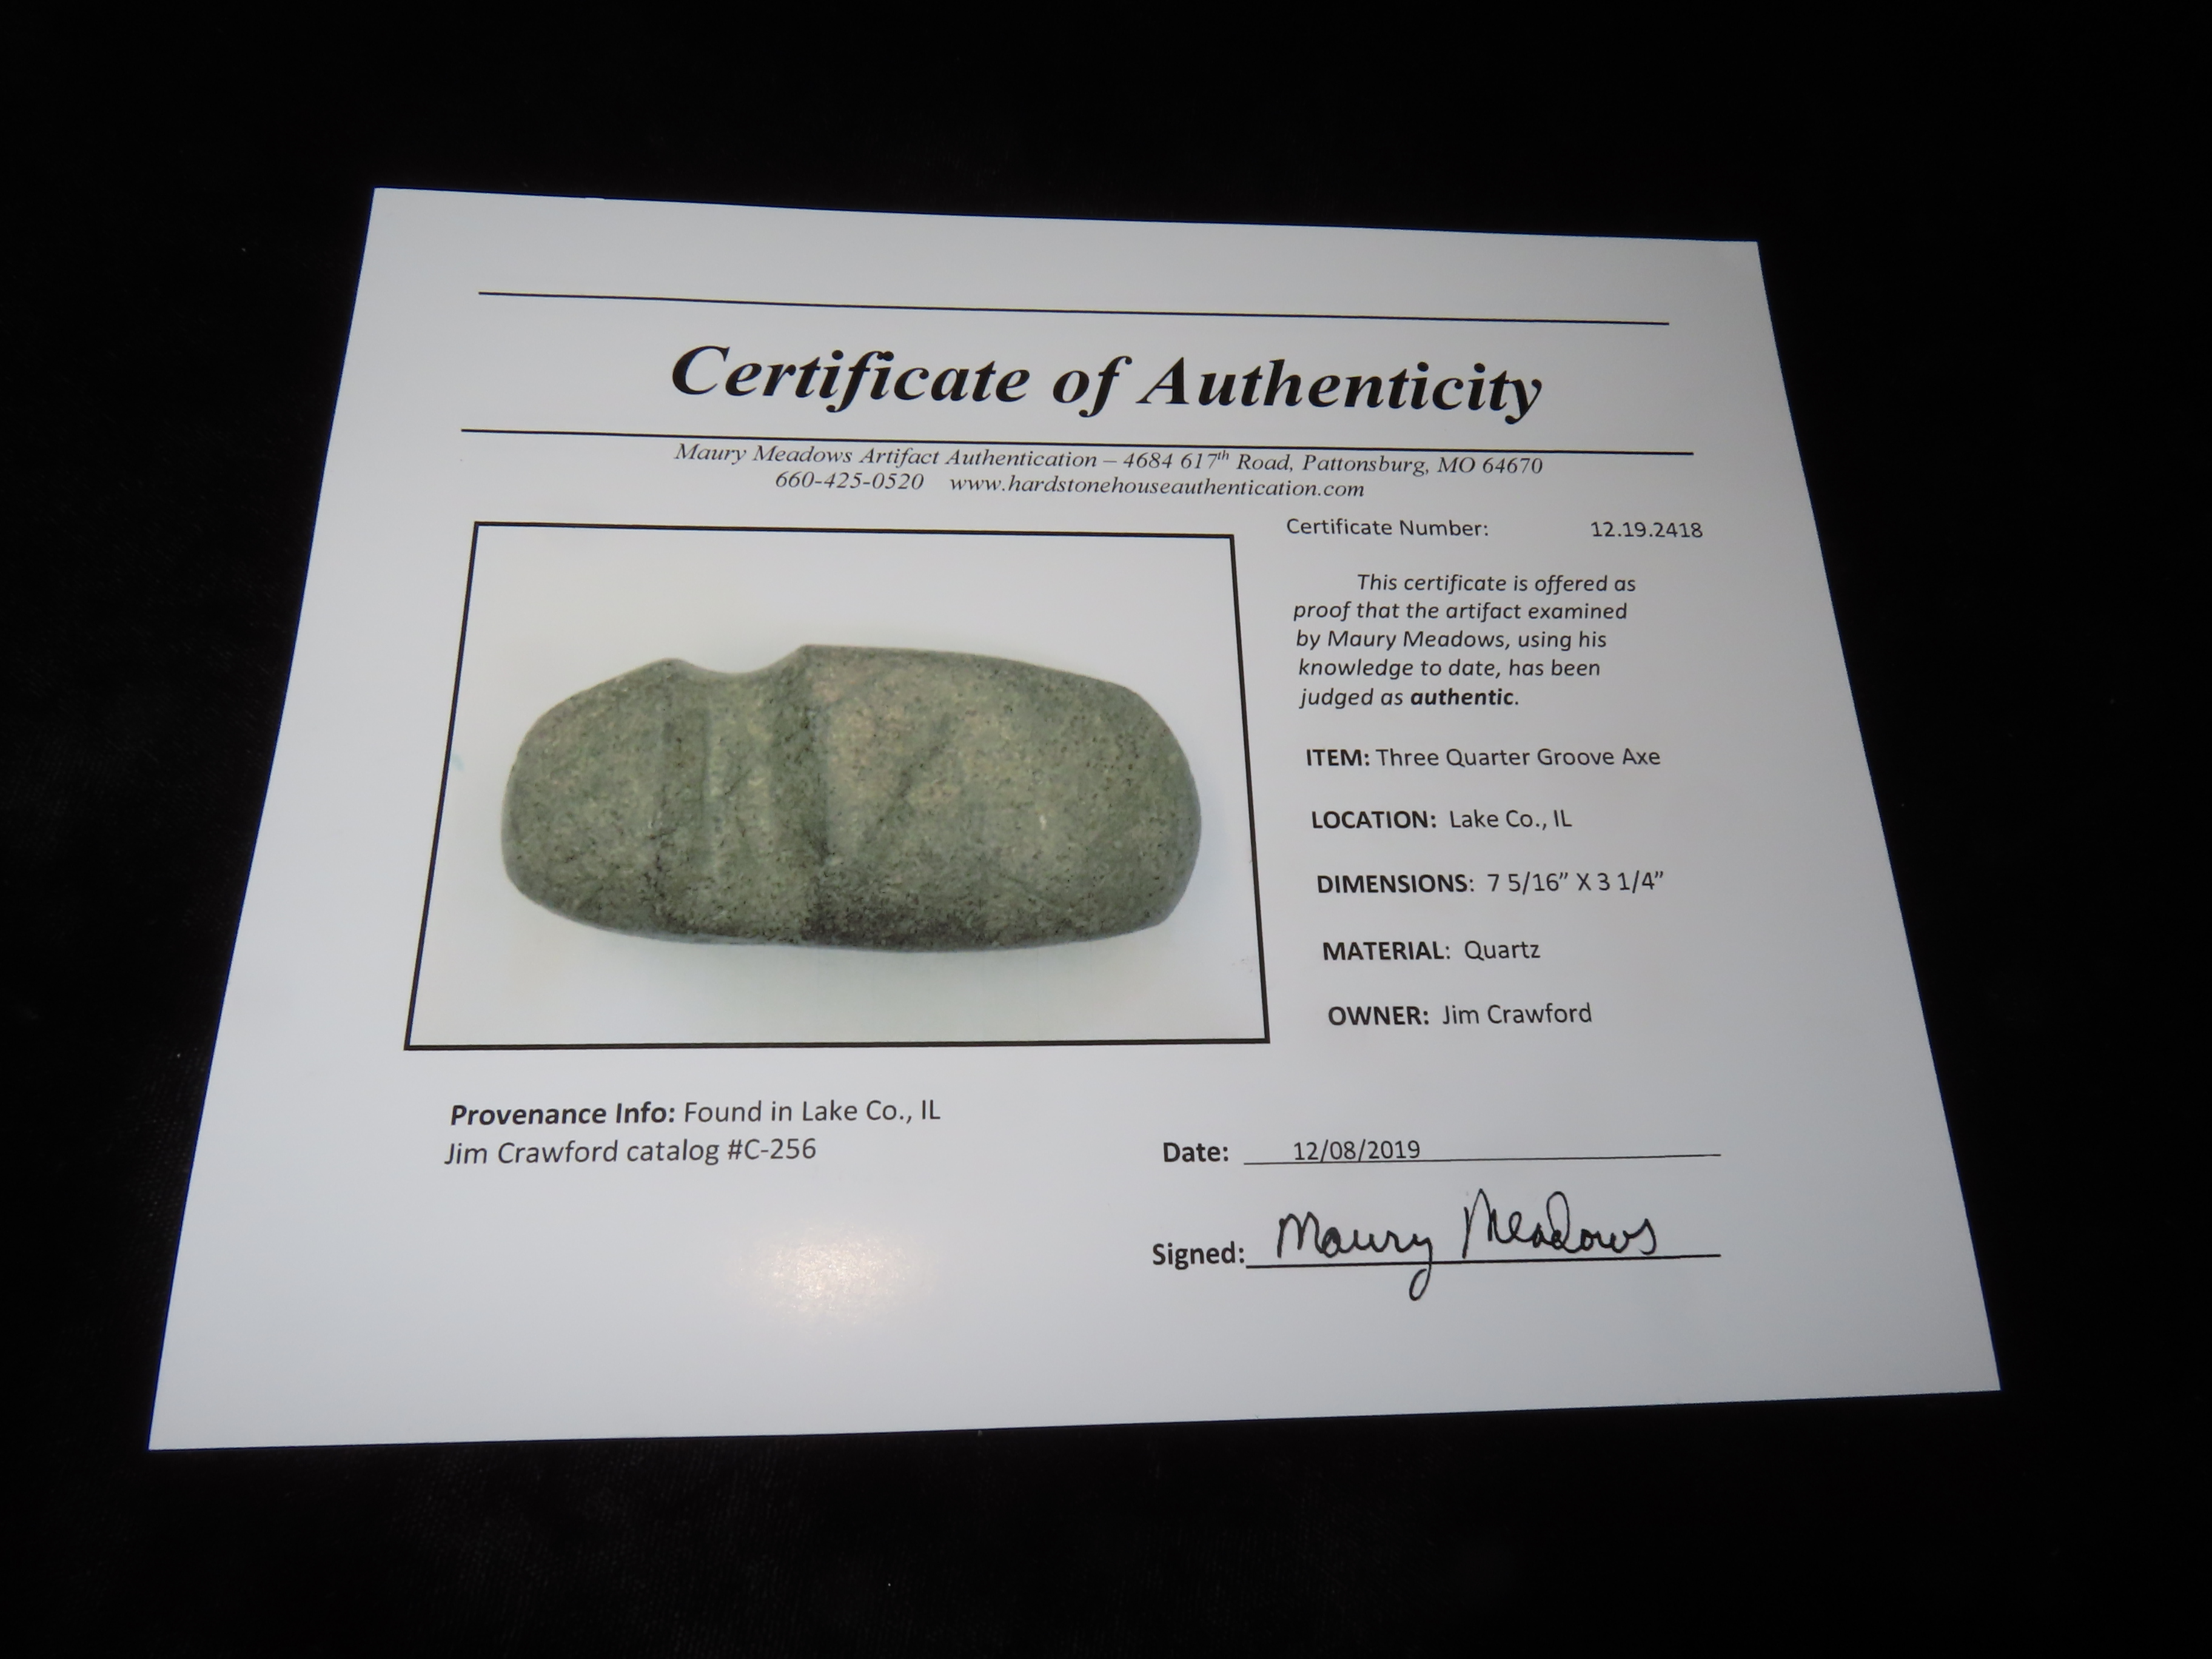 Certificate of Authenticity
Maury Meadows Artifact Authentication – 4684 617th Road, Pattonsburg, MO 64670
660-425-0520 www.hardstonehouseauthentication.com
Certificate Number: 12.19.2418
This certificate is offered as
proof that the artifact examined
by Maury Meadows, using his
knowledge to date, has been
judged as authentic.
ITEM: Three Quarter Groove Axe
LOCATION: Lake Co., IL
DIMENSIONS: 7 5/16” X 3 1/4”
MATERIAL: Quartz
OWNER: Jim Crawford
Provenance Info: Found in Lake Co., IL
Jim Crawford catalog #C-256
Date: 12/08/2019
Signed: Maury Meadows